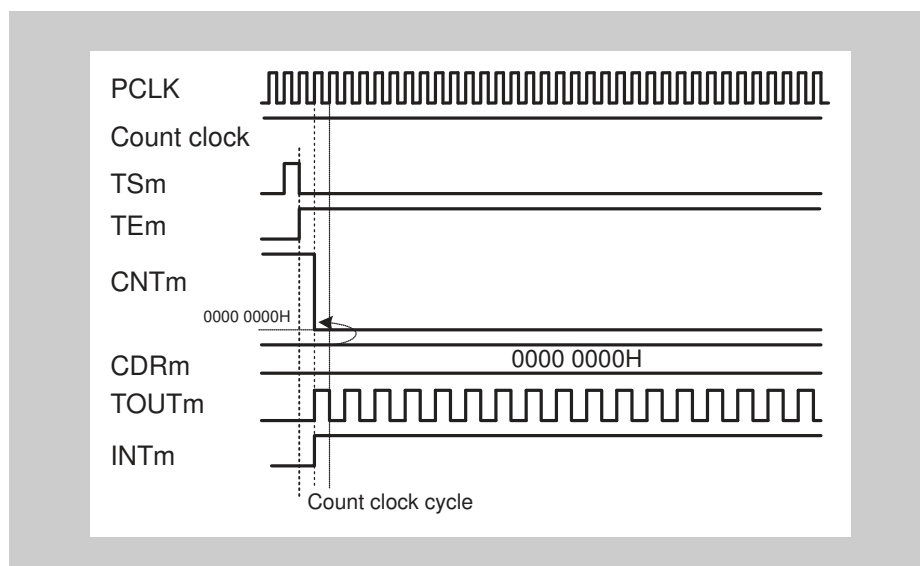 PCLK
Count clock
TSm
TEm
CNTm
0000 0000H
CDRm
0000 0000H
TOUTm
INTm
Count clock cycle